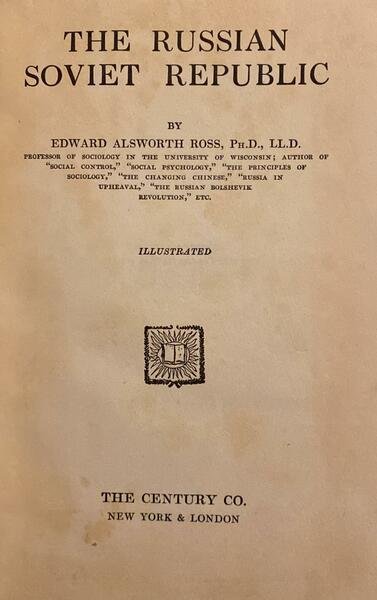 THE RUSSIAN
SOVIET REPUBLIC
BY
EDWARD ALSWORTH ROSS, PH.D., LL.D.
PROFESSOR OF SOCIOLOGY IN THE UNIVERSITY OF WISCONSIN; AUTHOR OF
"SOCIAL CONTROL," "SOCIAL PSYCHOLOGY," "THE PRINCIPLES OF
SOCIOLOGY," "THE CHANGING CHINESE," "RUSSIA IN
UPHEAVAL," "THE RUSSIAN BOLSHEVIK
REVOLUTION," ETC.
ILLUSTRATED
THE CENTURY CO.
NEW YORK & LONDON